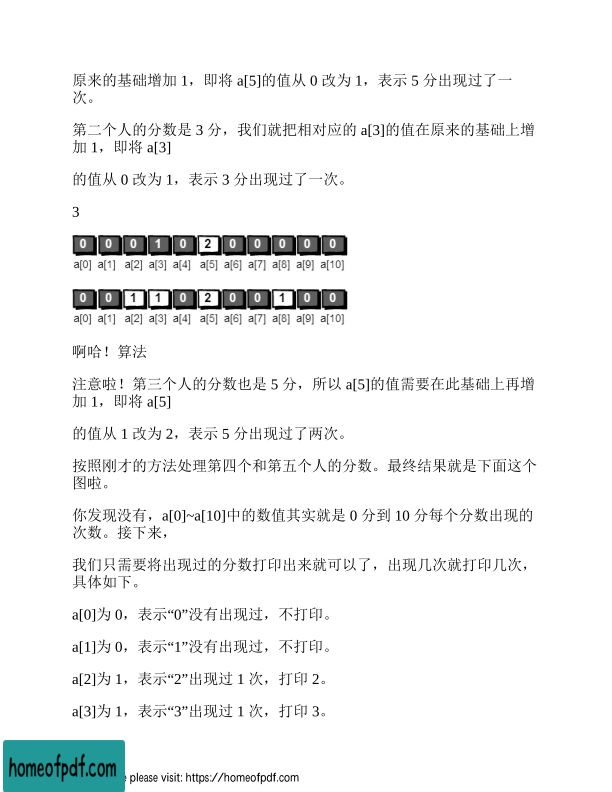 原来的基础增加 1，即将 a[5]的值从 0 改为 1，表示 5 分出现过了一
次。
第二个人的分数是 3 分，我们就把相对应的 a[3]的值在原来的基础上增
加 1，即将 a[3]
的值从 0 改为 1，表示 3 分出现过了一次。
3
0 0 0 1 0 2 0 0 0 0 0
a[0] a[1] a[2] a[3] a[4] a[5] a[6] a[7] a[8] a[9] a[10]
0 0 1 1 0 2 0 0 1 0 0
a[0] a[1] a[2] a[3] a[4] a[5] a[6] a[7] a[8] a[9] a[10]
啊哈！算法
注意啦！第三个人的分数也是 5 分，所以 a[5]的值需要在此基础上再增
加 1，即将 a[5]
的值从 1 改为 2，表示 5 分出现过了两次。
按照刚才的方法处理第四个和第五个人的分数。最终结果就是下面这个
图啦。
你发现没有，a[0]~a[10]中的数值其实就是 0 分到 10 分每个分数出现的
次数。接下来，
我们只需要将出现过的分数打印出来就可以了，出现几次就打印几次，
具体如下。
a[0]为 0，表示“0”没有出现过，不打印。
a[1]为 0，表示“1”没有出现过，不打印。
a[2]为 1，表示“2”出现过 1 次，打印 2。
a[3]为 1，表示“3”出现过 1 次，打印 3。
homeofpdf.com
e please visit: https://homeofpdf.com